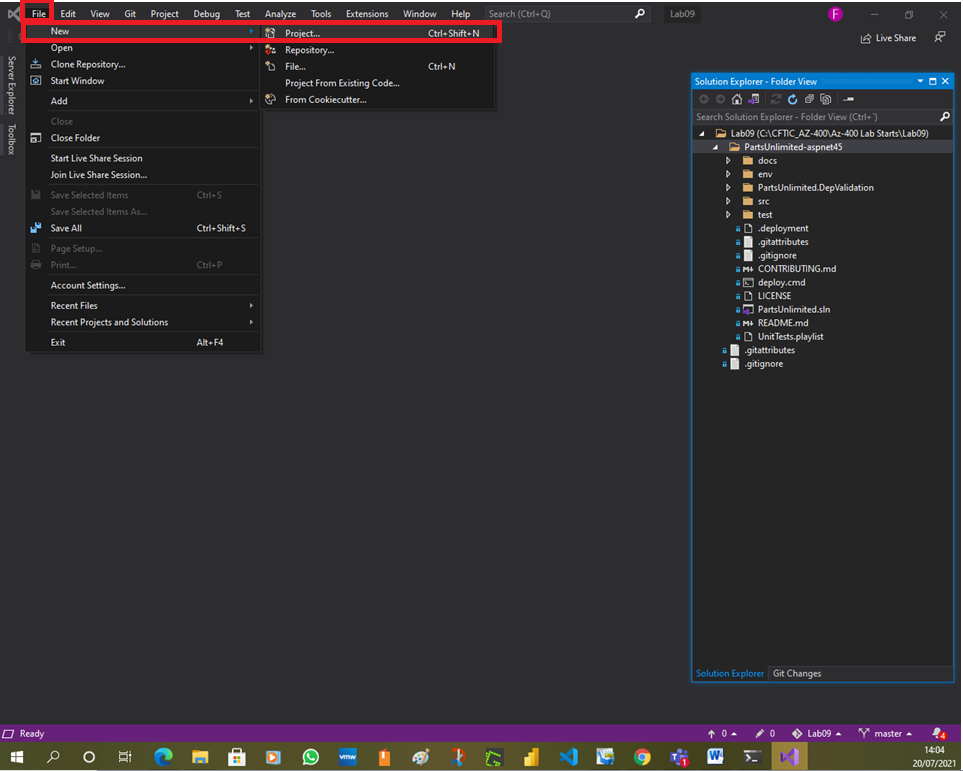 File Edit View Git Project Debug Test Analyze Tools Extensions Window Help Search (Ctrl+Q) Lab09 F
Live Share
New
Open
Clone Repository...
Start Window
Add
Close
Close Folder
Start Live Share Session
Join Live Share Session...
Save Selected Items Ctrl+S
Save Selected Items As...
Save All Ctrl+Shift+S
Page Setup...
Print... Ctrl+P
Account Settings...
Recent Files
Recent Projects and Solutions
Exit Alt+F4
Project... Ctrl+Shift+N
Repository...
File... Ctrl+N
Project From Existing Code...
From Cookiecutter...
Server Explorer
Toolbox
Solution Explorer - Folder View
Search Solution Explorer - Folder View (Ctrl+¨)
Lab09 (C:\CFTIC_AZ-400\Az-400 Lab Starts\Lab09)
PartsUnlimited-aspnet45
docs
env
PartsUnlimited.DepValidation
src
test
.deployment
.gitattributes
.gitignore
M↓ CONTRIBUTING.md
deploy.cmd
LICENSE
PartsUnlimited.sln
M↓ README.md
UnitTests.playlist
.gitattributes
.gitignore
Solution Explorer Git Changes
Ready 0 0 Lab09 master 4
vmw 1 W 14:04
20/07/2021